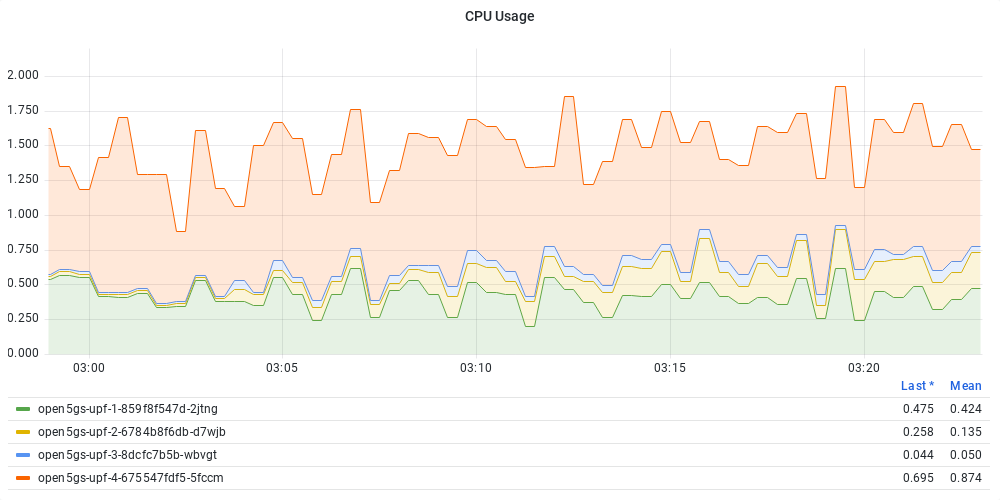 CPU Usage
2.000
1.750
1.500
1.250
1.000
0.750
0.500
0.250
0.000
03:00 03:05 03:10 03:15 03:20
Last * Mean
open5gs-upf-1-859f8f547d-2jtng 0.475 0.424
open5gs-upf-2-6784b8f6db-d7wjb 0.258 0.135
open5gs-upf-3-8dcfc7b5b-wbvgt 0.044 0.050
open5gs-upf-4-675547fdf5-5fccm 0.695 0.874